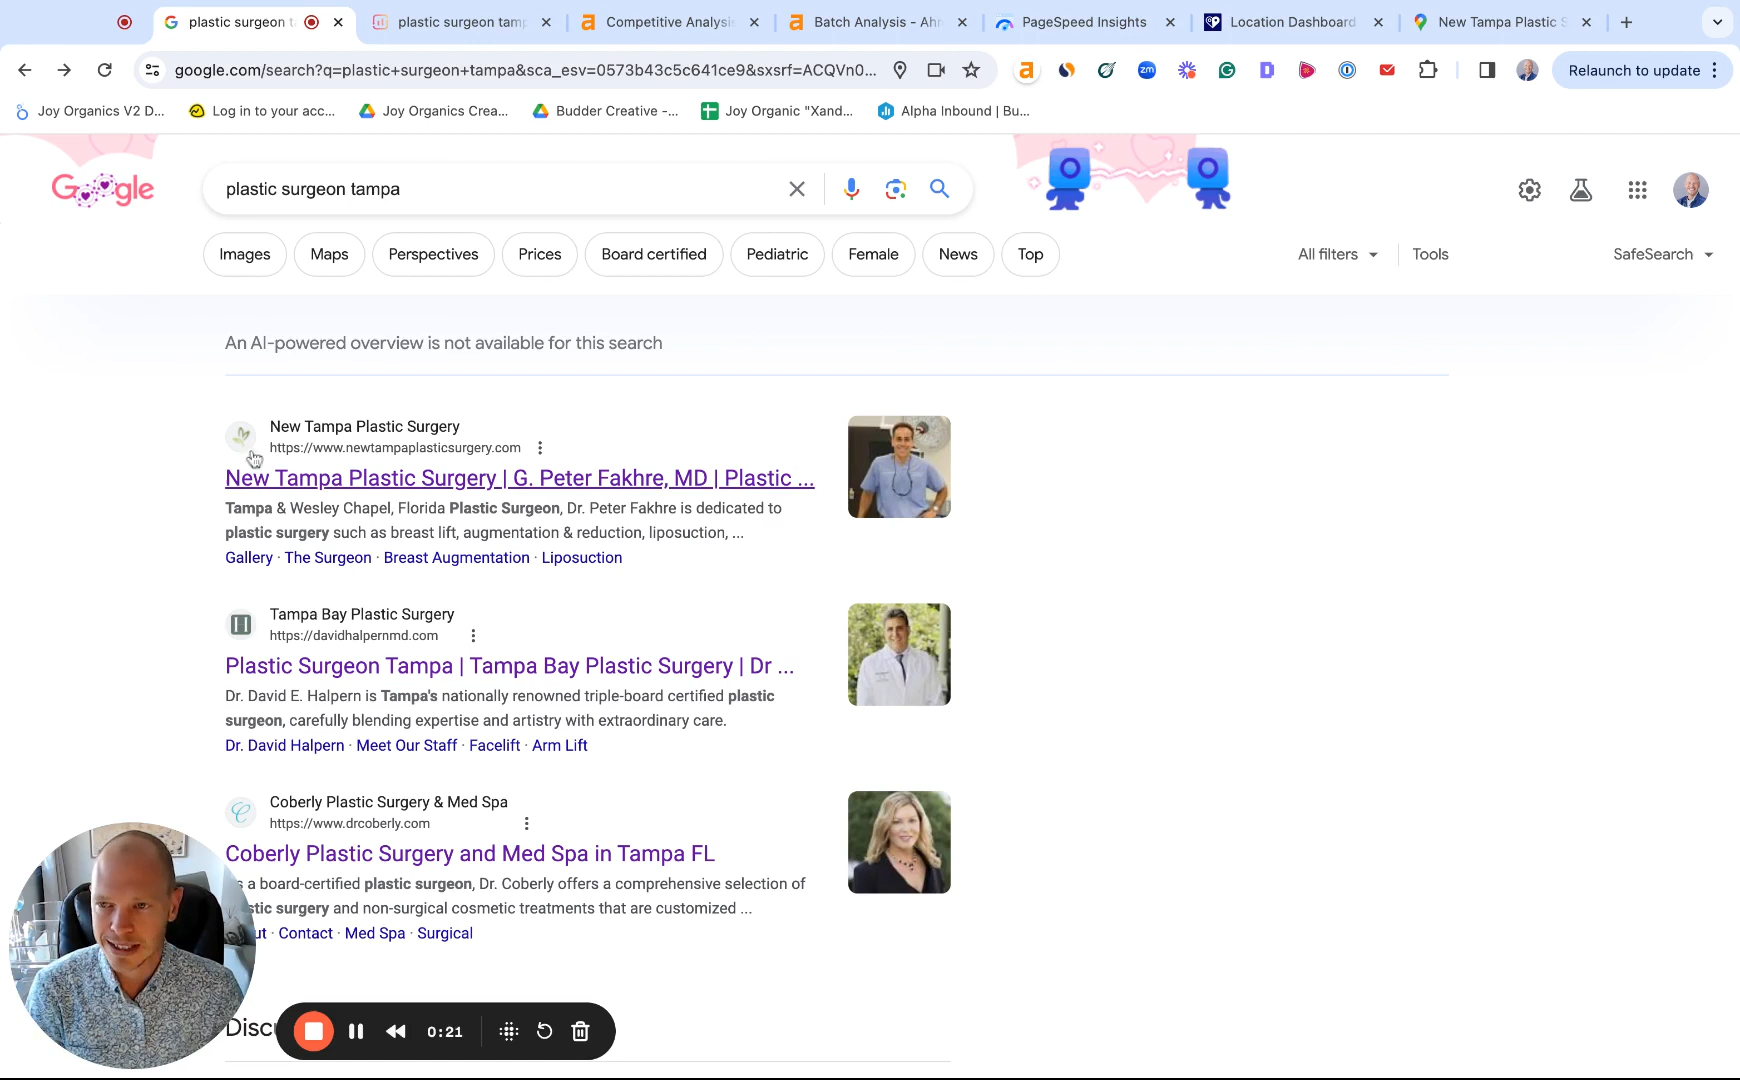 plastic surgeon t
plastic surgeon tam
Competitive Analysi
Batch Analysis - Ah
PageSpeed Insights
Location Dashboard
New Tampa Plastic S
google.com/search?q=plastic+surgeon+tampa&sca_esv=0573b43c5c641ce9&sxsrf=ACQVn0...
Relaunch to update
Joy Organics V2 D...
Log in to your acc...
Joy Organics Crea...
Budder Creative -...
Joy Organic "Xand...
Alpha Inbound | Bu...
Google
plastic surgeon tampa
Images
Maps
Perspectives
Prices
Board certified
Pediatric
Female
News
Top
All filters
Tools
SafeSearch
An AI-powered overview is not available for this search
New Tampa Plastic Surgery
https://www.newtampaplasticsurgery.com
New Tampa Plastic Surgery | G. Peter Fakhre, MD | Plastic ...
Tampa & Wesley Chapel, Florida Plastic Surgeon, Dr. Peter Fakhre is dedicated to
plastic surgery such as breast lift, augmentation & reduction, liposuction, ...
Gallery · The Surgeon · Breast Augmentation · Liposuction
Tampa Bay Plastic Surgery
https://davidhalpernmd.com
Plastic Surgeon Tampa | Tampa Bay Plastic Surgery | Dr ...
Dr. David E. Halpern is Tampa's nationally renowned triple-board certified plastic
surgeon, carefully blending expertise and artistry with extraordinary care.
Dr. David Halpern · Meet Our Staff · Facelift · Arm Lift
Coberly Plastic Surgery & Med Spa
https://www.drcoberly.com
Coberly Plastic Surgery and Med Spa in Tampa FL
s a board-certified plastic surgeon, Dr. Coberly offers a comprehensive selection of
stic surgery and non-surgical cosmetic treatments that are customized ...
ut · Contact · Med Spa · Surgical
Disc
0:21